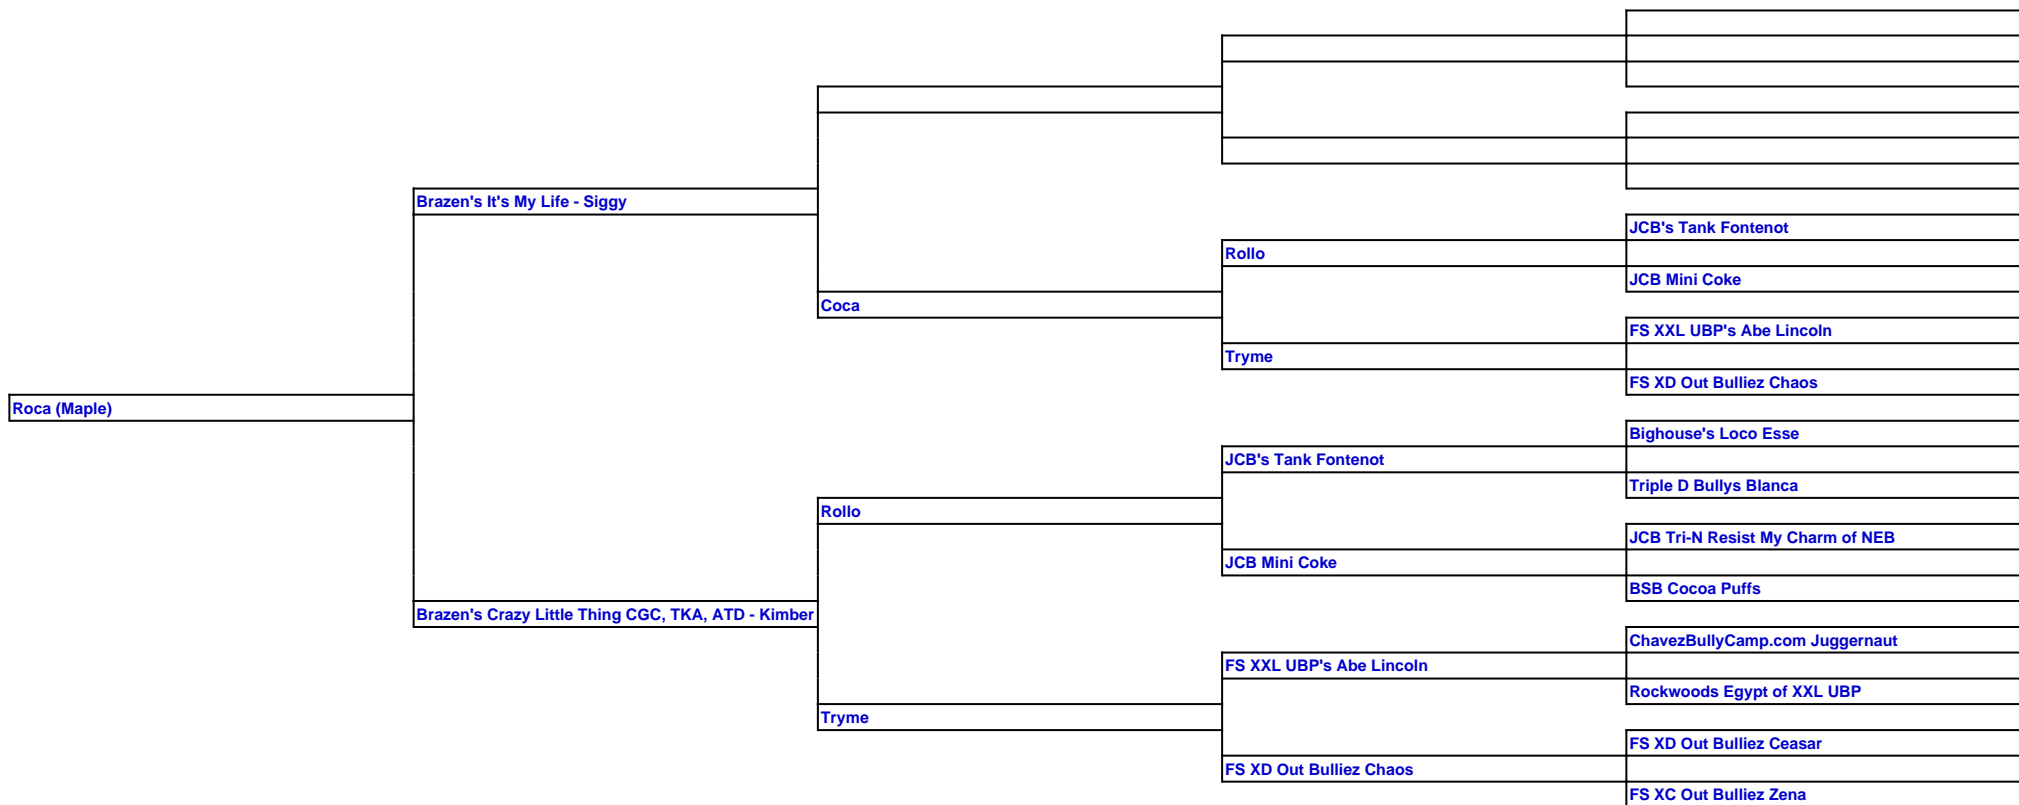 Brazen's It's My Life - Siggy
JCB's Tank Fontenot
Rollo
JCB Mini Coke
Coca
FS XXL UBP's Abe Lincoln
Tryme
FS XD Out Bulliez Chaos
Roca (Maple)
Bighouse's Loco Esse
JCB's Tank Fontenot
Triple D Bullys Blanca
Rollo
JCB Tri-N Resist My Charm of NEB
JCB Mini Coke
BSB Cocoa Puffs
Brazen's Crazy Little Thing CGC, TKA, ATD - Kimber
ChavezBullyCamp.com Juggernaut
FS XXL UBP's Abe Lincoln
Rockwoods Egypt of XXL UBP
Tryme
FS XD Out Bulliez Ceasar
FS XD Out Bulliez Chaos
FS XC Out Bulliez Zena